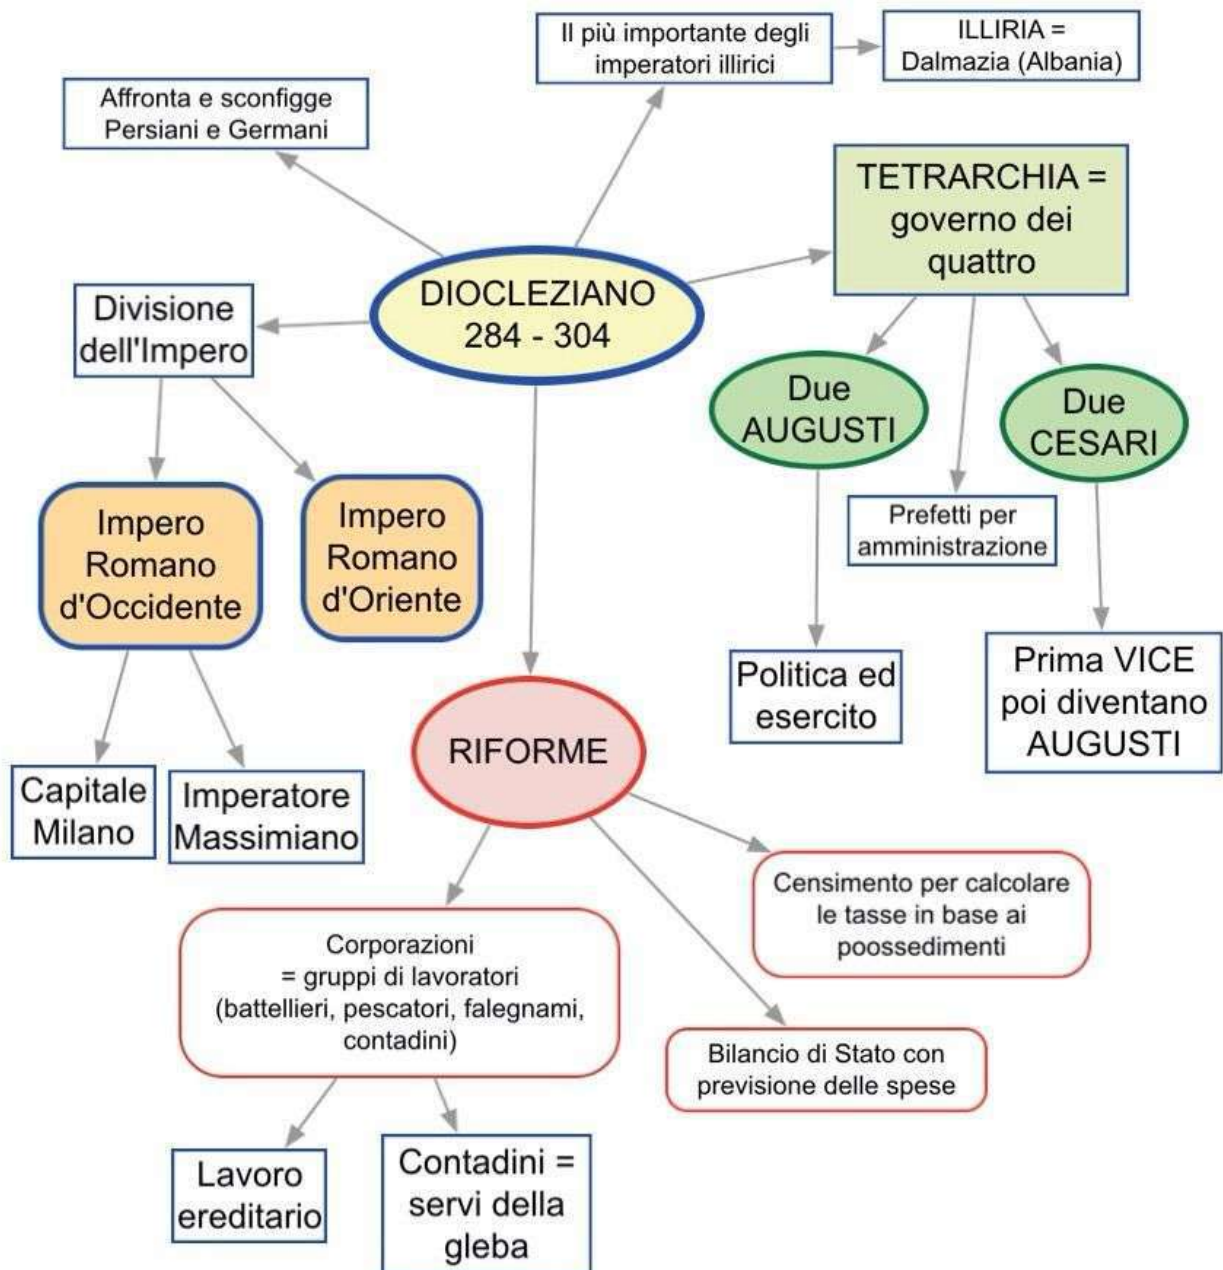 Il più importante degli
imperatori illirici
ILLIRIA =
Dalmazia (Albania)
Affronta e sconfigge
Persiani e Germani
TETRARCHIA =
governo dei
quattro
DIOCLEZIANO
284 - 304
Divisione
dell'Impero
Due
AUGUSTI
Due
CESARI
Impero
Romano
d'Occidente
Impero
Romano
d'Oriente
Prefetti per
amministrazione
Politica ed
esercito
Prima VICE
poi diventano
AUGUSTI
RIFORME
Capitale
Milano
Imperatore
Massimiano
Censimento per calcolare
le tasse in base ai
poossedimenti
Corporazioni
= gruppi di lavoratori
(battellieri, pescatori, falegnami,
contadini)
Bilancio di Stato con
previsione delle spese
Lavoro
ereditario
Contadini =
servi della
gleba